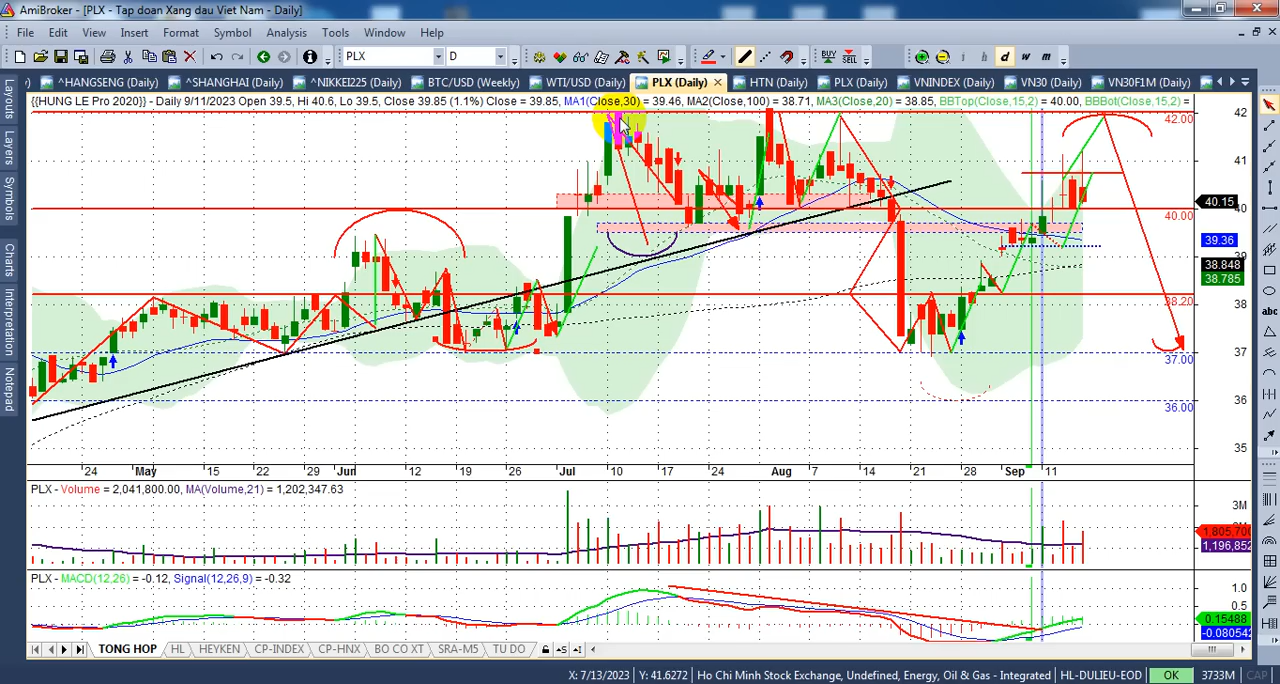 AmiBroker - [PLX - Tap doan Xang dau Viet Nam - Daily]
File Edit View Insert Format Symbol Analysis Tools Window Help
PLX D BUY SELL i h d w m
^HANGSENG (Daily) ^SHANGHAI (Daily) ^NIKKEI225 (Daily) BTC/USD (Weekly) WTI/USD (Daily) PLX (Daily) HTN (Daily) PLX (Daily) VNINDEX (Daily) VN30 (Daily) VN30F1M (Daily)
Layouts
Layers
Symbols
Charts
Interpretation
Notepad
{{HUNG LE Pro 2020}} - Daily 9/11/2023 Open 39.5, Hi 40.6, Lo 39.5, Close 39.85 (1.1%) Close = 39.85, MA1(Close,30) = 39.46, MA2(Close,100) = 38.71, MA3(Close,20) = 38.85, BBTop(Close,15,2) = 40.00, BBBot(Close,15,2) =
42
42.00
41
40.15
40
40.00
39.36
39
38.848
38.785
38.20
38
37
37.00
36
36.00
35
24 May 15 22 29 Jun 12 19 26 Jul 10 17 24 Aug 7 14 21 28 Sep 11
PLX - Volume = 2,041,800.00, MA(Volume,21) = 1,202,347.63
3M
1,805,700
1,196,852
PLX - MACD(12,26) = -0.12, Signal(12,26,9) = -0.32
1.0
0.5
0.15488
-0.080542
abc
TONG HOP HL HEYKEN CP-INDEX CP-HNX BO CO XT SRA-M5 TU DO
X: 7/13/2023 Y: 41.6272 Ho Chi Minh Stock Exchange, Undefined, Energy, Oil & Gas - Integrated HL-DULIEU-EOD OK 3733M CAP